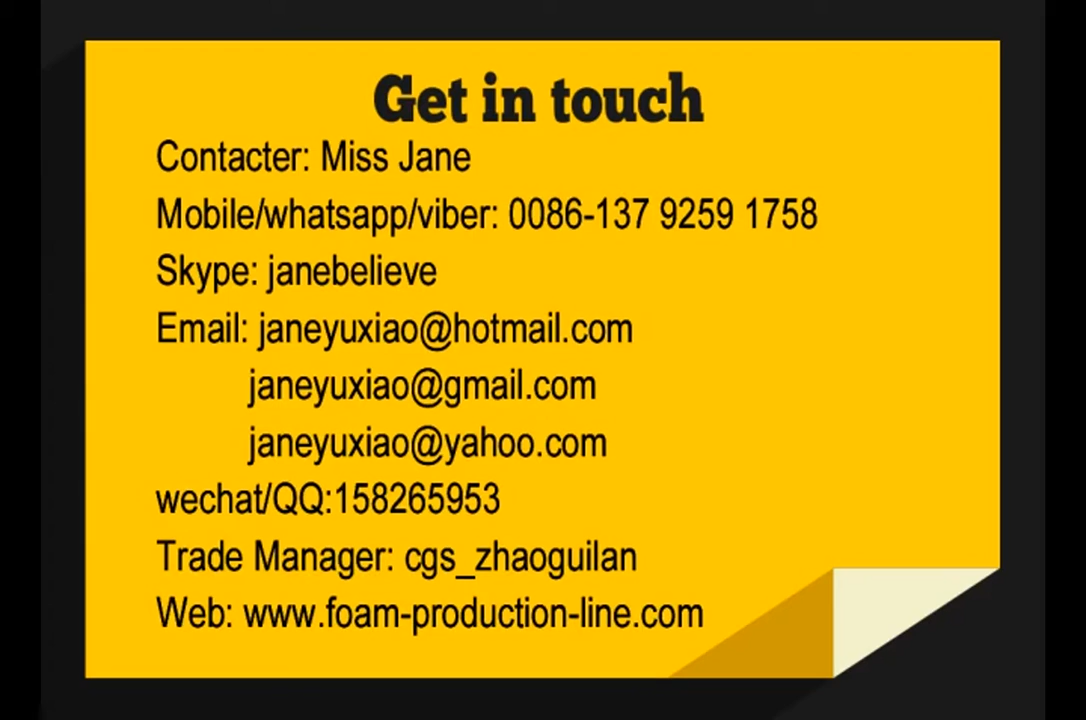 Get in touch
Contacter: Miss Jane
Mobile/whatsapp/viber: 0086-137 9259 1758
Skype: janebelieve
Email: janeyuxiao@hotmail.com
janeyuxiao@gmail.com
janeyuxiao@yahoo.com
wechat/QQ:158265953
Trade Manager: cgs_zhaoguilan
Web: www.foam-production-line.com